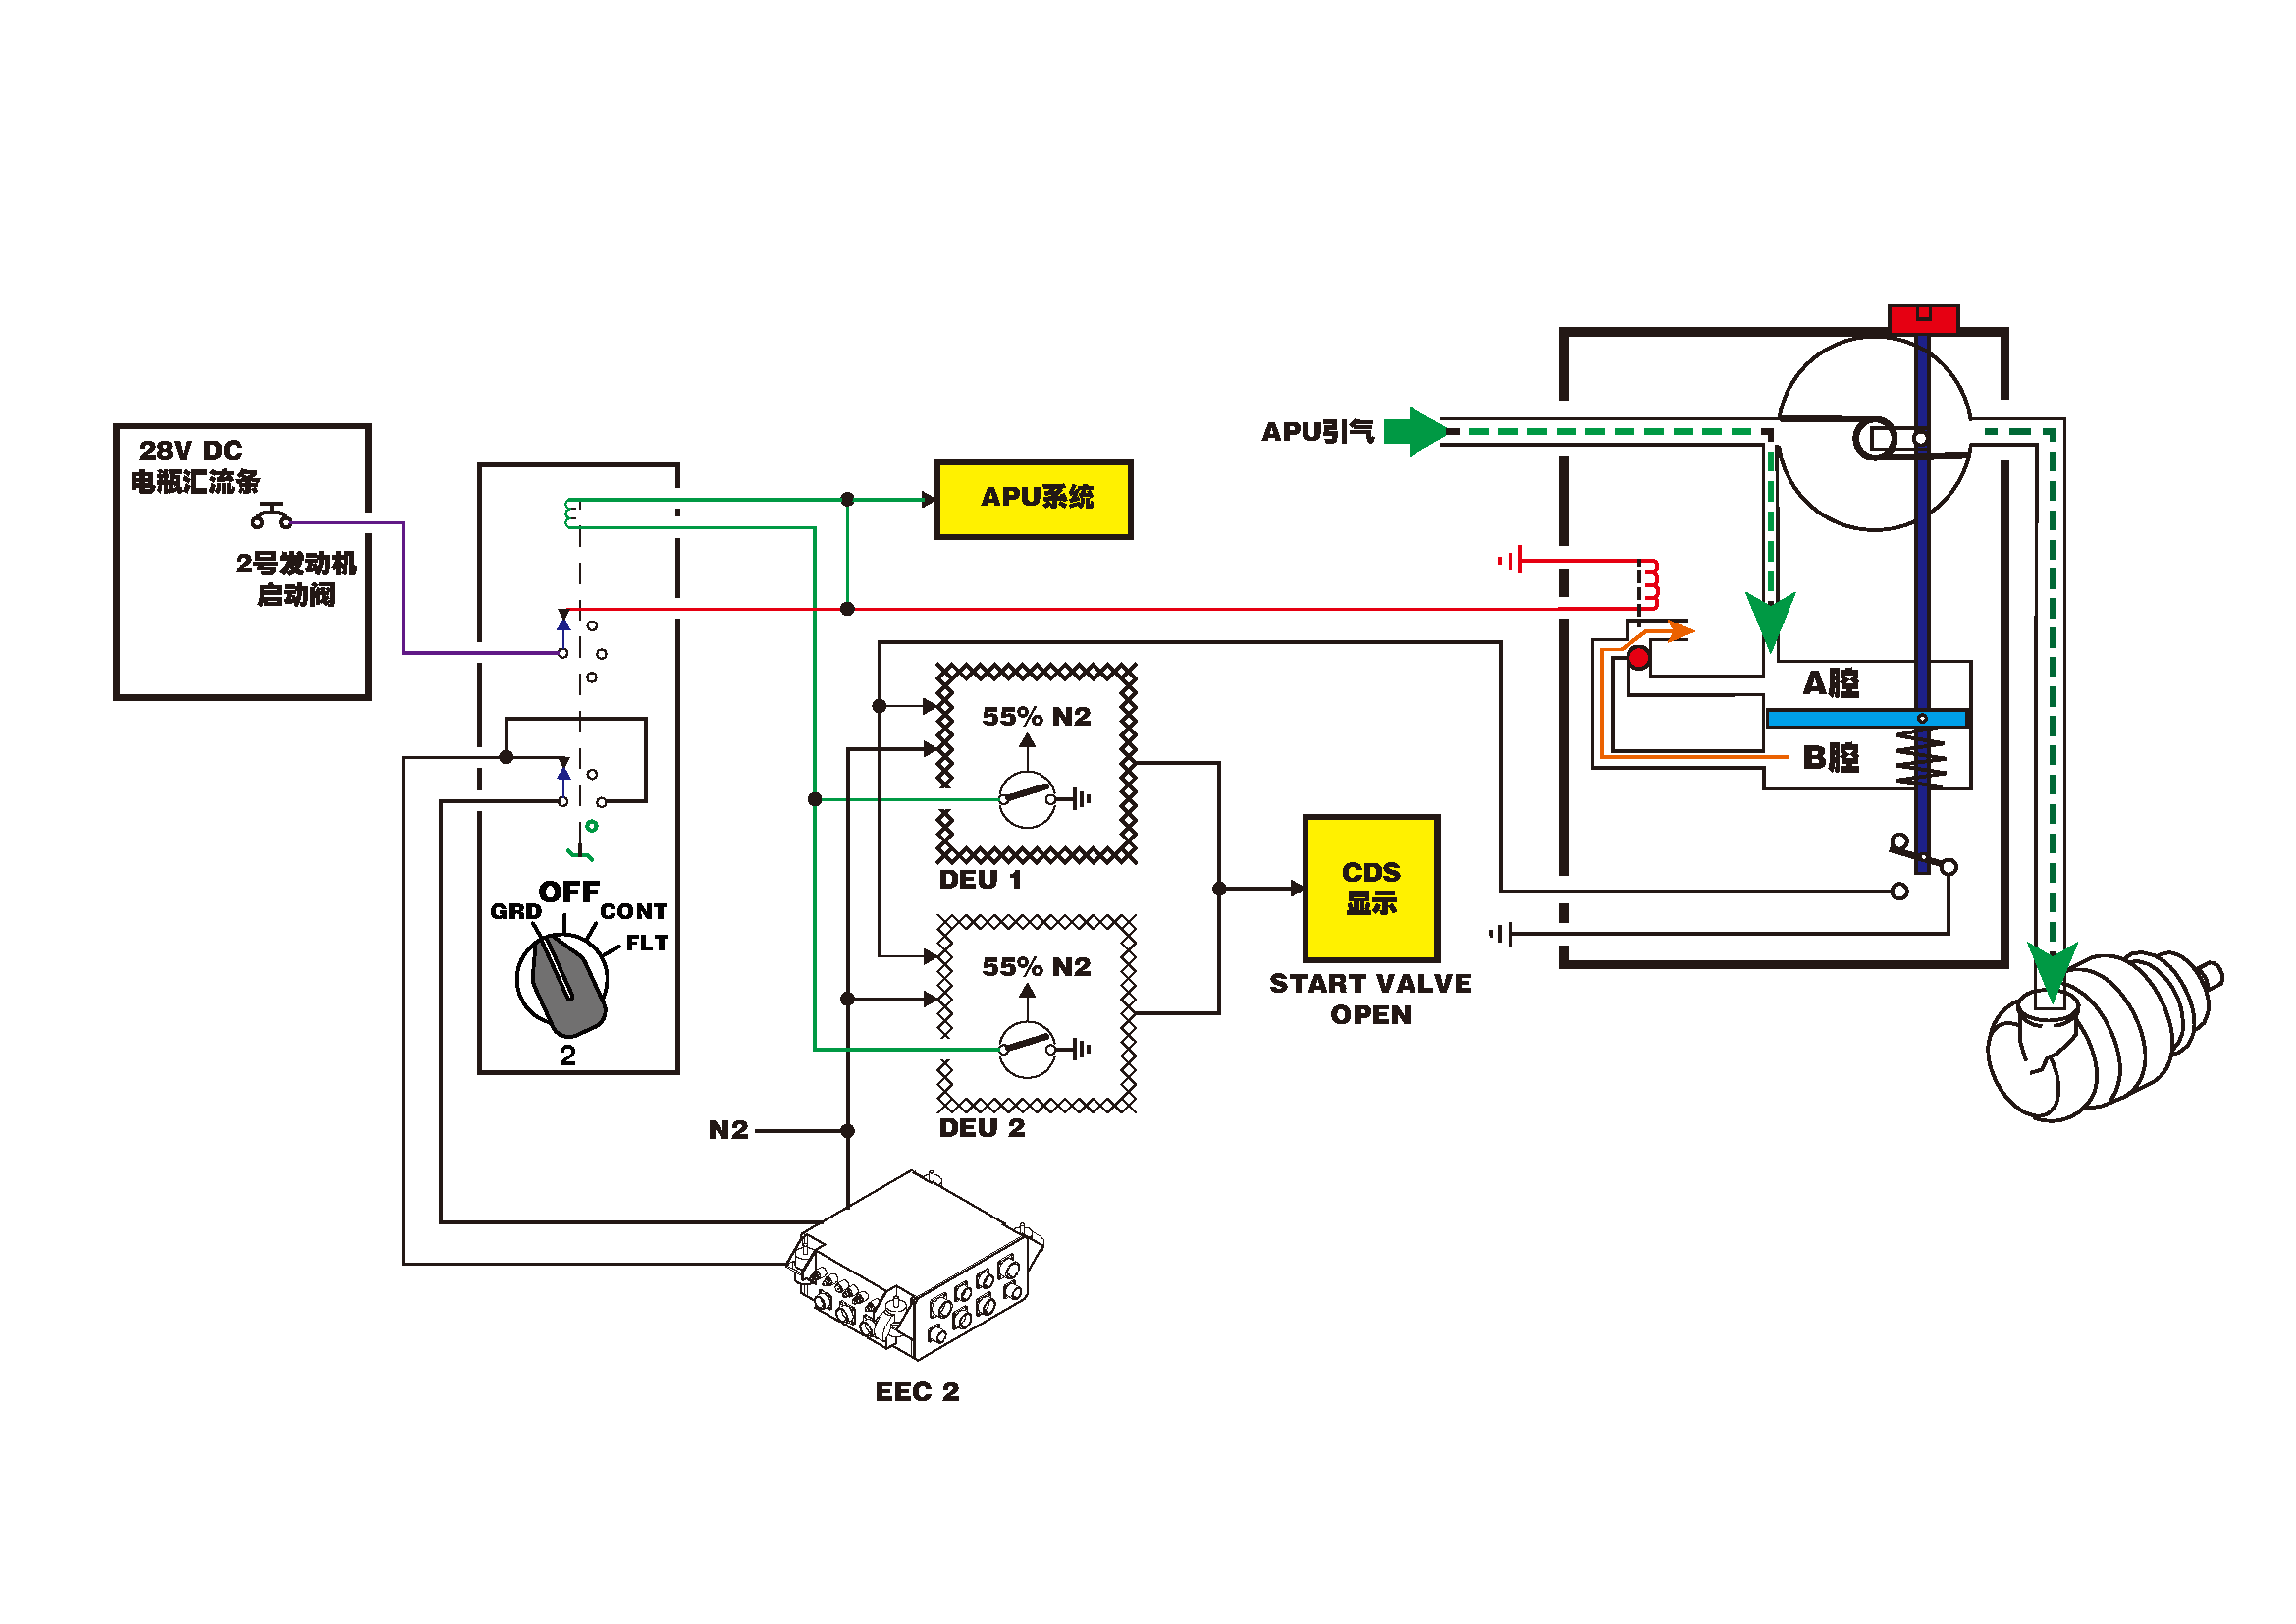 28V DC
电瓶汇流条
2号发动机
启动阀
OFF
GRD
CONT
FLT
2
APU系统
APU引气
A腔
B腔
55% N2
DEU 1
55% N2
DEU 2
CDS
显示
START VALVE
OPEN
N2
EEC 2